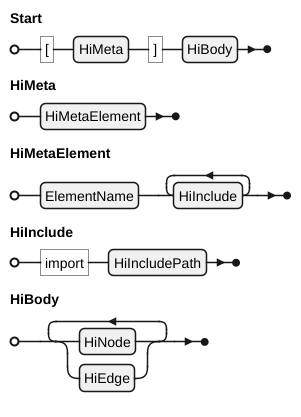 Start
[ HiMeta ] HiBody
HiMeta
HiMetaElement
HiMetaElement
ElementName HiInclude
HiInclude
import HiIncludePath
HiBody
HiNode
HiEdge